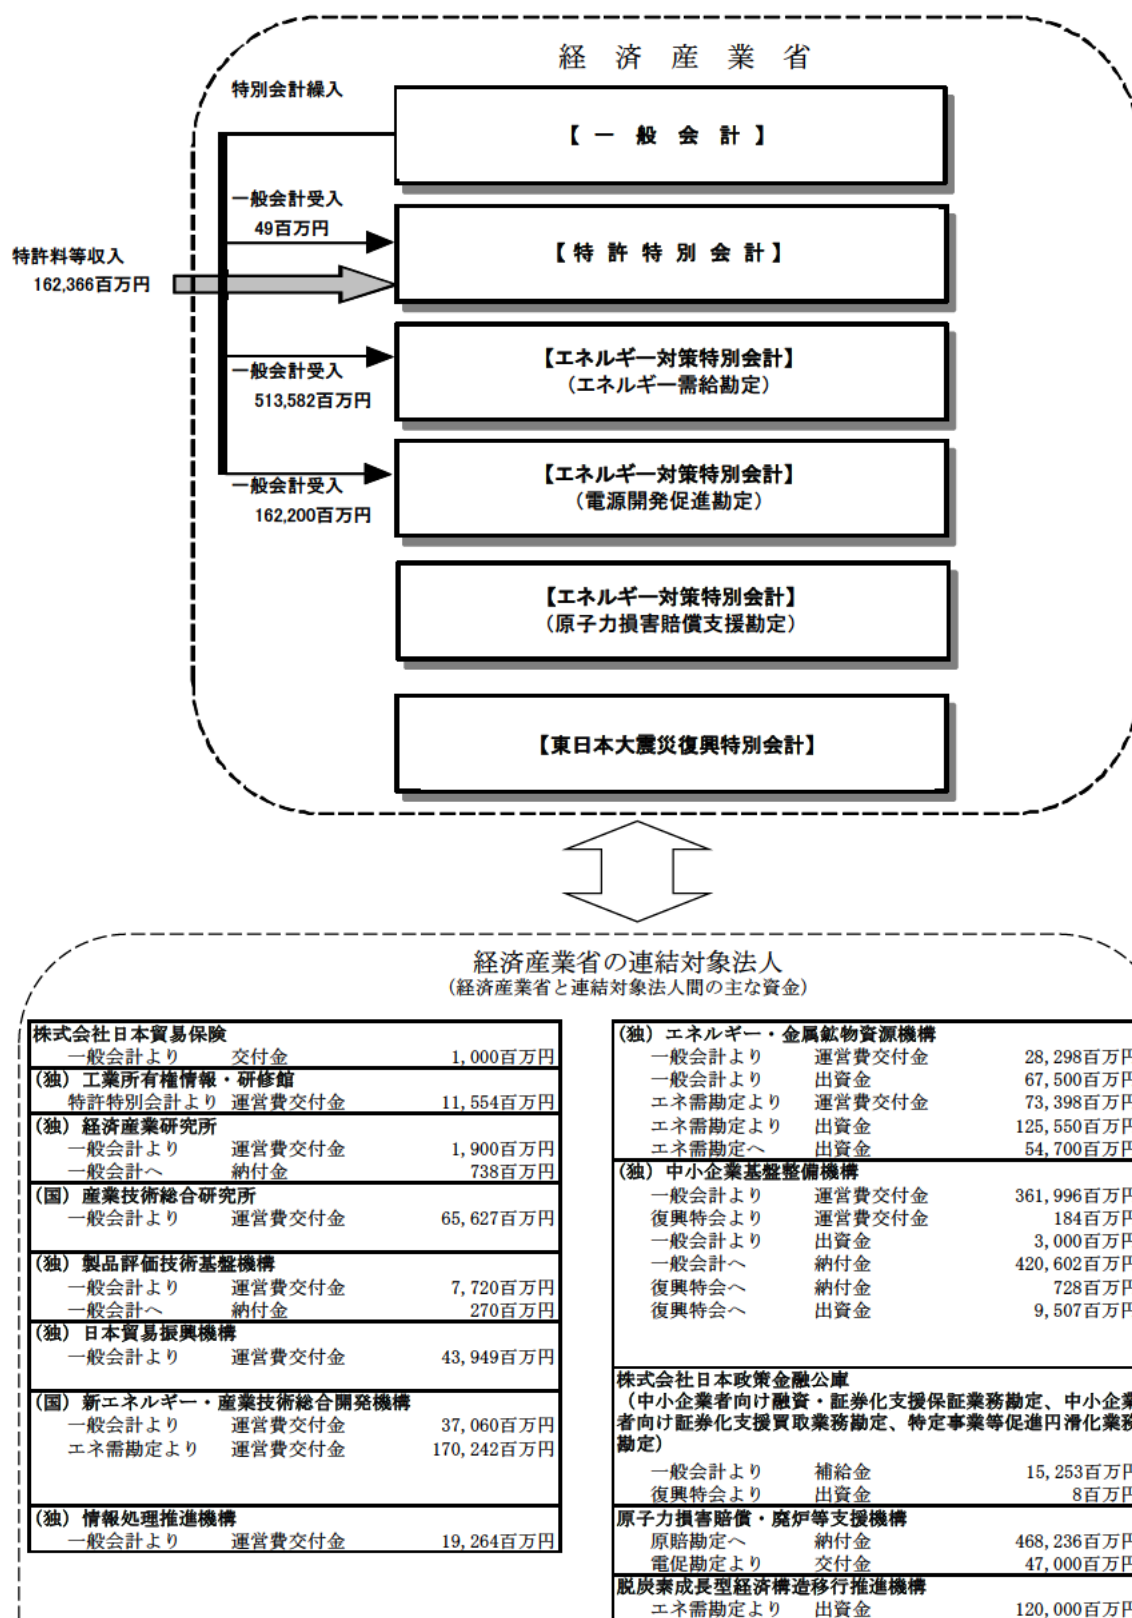 経済産業省
特別会計繰入
【一般会計】
一般会計受入
49百万円
【特許特別会計】
特許料等収入
162,366百万円
【エネルギー対策特別会計】
（エネルギー需給勘定）
一般会計受入
513,582百万円
【エネルギー対策特別会計】
（電源開発促進勘定）
一般会計受入
162,200百万円
【エネルギー対策特別会計】
（原子力損害賠償支援勘定）
【東日本大震災復興特別会計】
経済産業省の連結対象法人
（経済産業省と連結対象法人間の主な資金）
株式会社日本貿易保険
一般会計より 交付金 1,000百万円
（独）工業所有権情報・研修館
特許特別会計より 運営費交付金 11,554百万円
（独）経済産業研究所
一般会計より 運営費交付金 1,900百万円
一般会計へ 納付金 738百万円
（国）産業技術総合研究所
一般会計より 運営費交付金 65,627百万円
（独）製品評価技術基盤機構
一般会計より 運営費交付金 7,720百万円
一般会計へ 納付金 270百万円
（独）日本貿易振興機構
一般会計より 運営費交付金 43,949百万円
（国）新エネルギー・産業技術総合開発機構
一般会計より 運営費交付金 37,060百万円
エネ需勘定より 運営費交付金 170,242百万円
（独）情報処理推進機構
一般会計より 運営費交付金 19,264百万円
（独）エネルギー・金属鉱物資源機構
一般会計より 運営費交付金 28,298百万円
一般会計より 出資金 67,500百万円
エネ需勘定より 運営費交付金 73,398百万円
エネ需勘定より 出資金 125,550百万円
エネ需勘定へ 出資金 54,700百万円
（独）中小企業基盤整備機構
一般会計より 運営費交付金 361,996百万円
復興特会より 運営費交付金 184百万円
一般会計より 出資金 3,000百万円
一般会計へ 納付金 420,602百万円
復興特会へ 納付金 728百万円
復興特会へ 出資金 9,507百万円
株式会社日本政策金融公庫
（中小企業者向け融資・証券化支援保証業務勘定、中小企業
者向け証券化支援買取業務勘定、特定事業等促進円滑化業務
勘定）
一般会計より 補給金 15,253百万円
復興特会より 出資金 8百万円
原子力損害賠償・廃炉等支援機構
原賠勘定へ 納付金 468,236百万円
電促勘定より 交付金 47,000百万円
脱炭素成長型経済構造移行推進機構
エネ需勘定より 出資金 120,000百万円